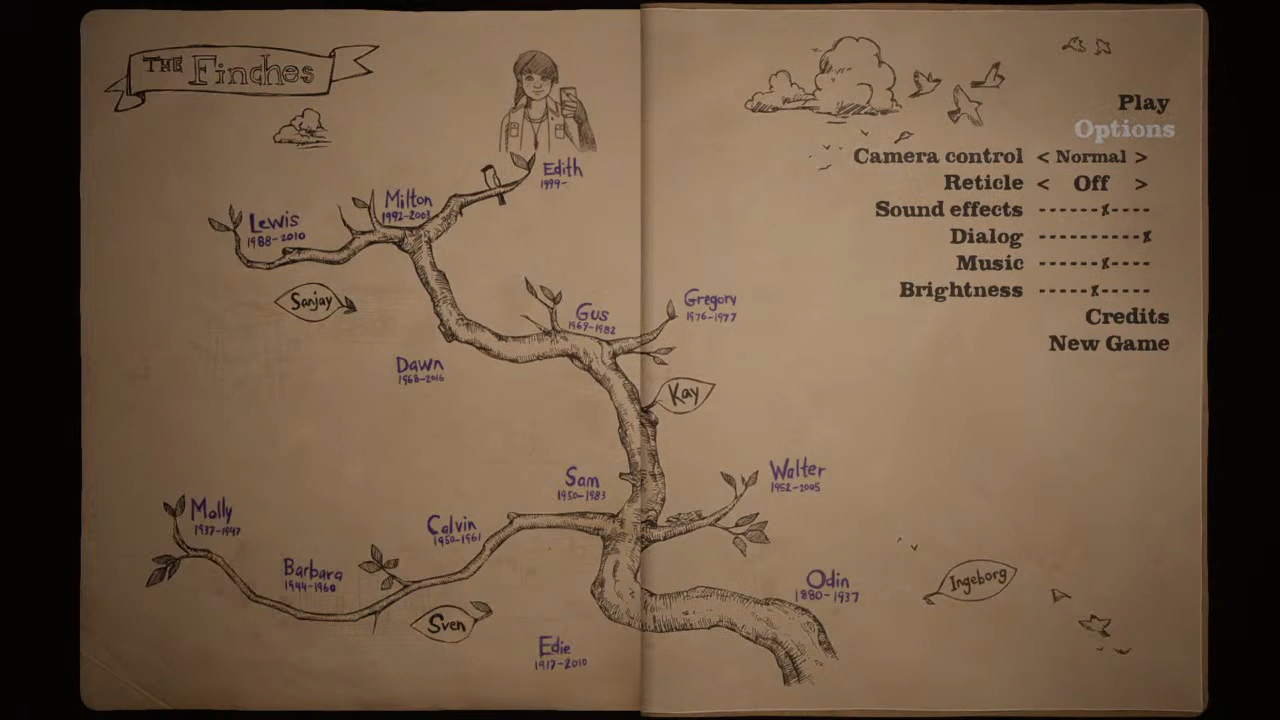 THE Finches
Edith
1999-
Milton
1992-2003
Lewis
1988-2010
Sanjay
Gus
1969-1982
Gregory
1976-1977
Dawn
1968-2016
Kay
Sam
1950-1983
Walter
1952-2005
Molly
1937-1947
Calvin
1950-1961
Barbara
1944-1960
Sven
Odin
1880-1937
Ingeborg
Edie
1917-2010
Play
Options
Camera control < Normal >
Reticle < Off >
Sound effects
Dialog
Music
Brightness
Credits
New Game